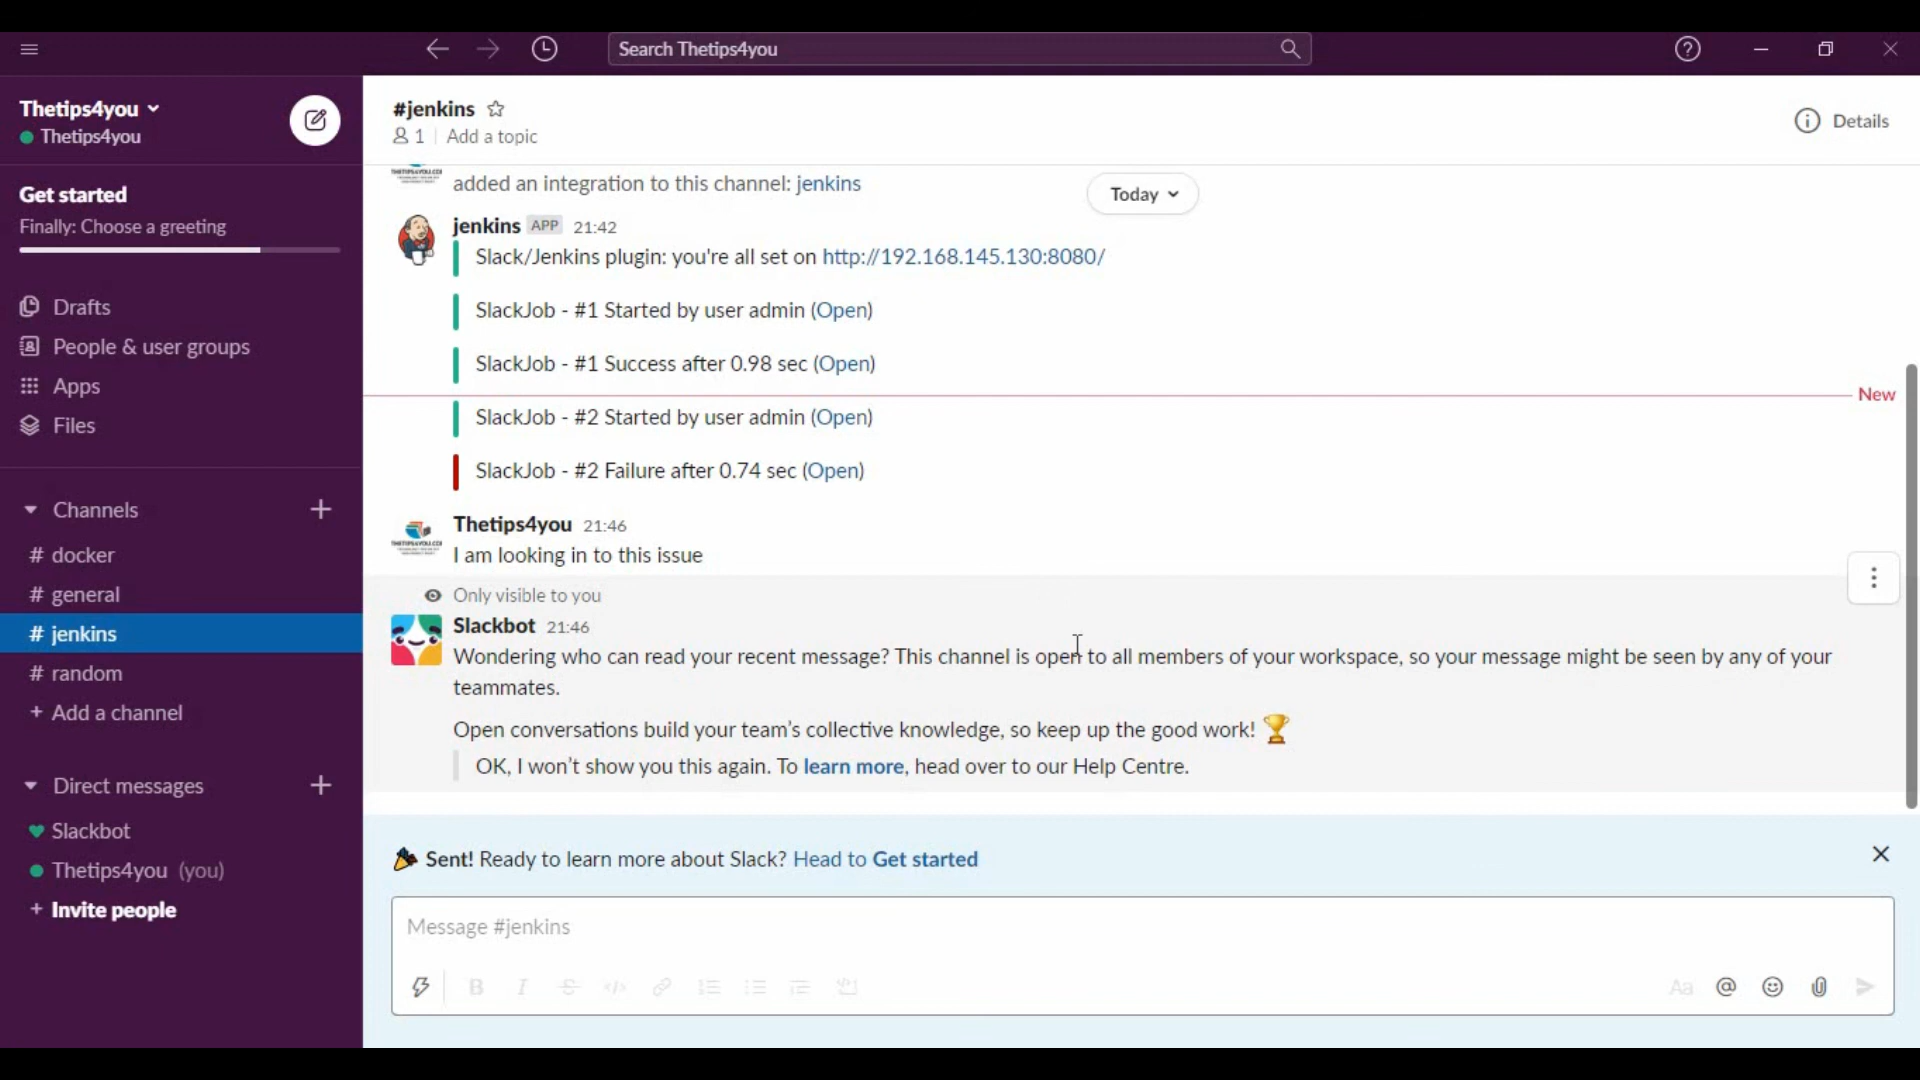 Search Thetips4you
Thetips4you
Thetips4you
Get started
Finally: Choose a greeting
Drafts
People & user groups
Apps
Files
Channels
# docker
# general
# jenkins
# random
+ Add a channel
Direct messages
Slackbot
Thetips4you (you)
+ Invite people
#jenkins
1 | Add a topic
Details
added an integration to this channel: jenkins
Today
jenkins APP 21:42
Slack/Jenkins plugin: you're all set on http://192.168.145.130:8080/
SlackJob - #1 Started by user admin (Open)
SlackJob - #1 Success after 0.98 sec (Open)
New
SlackJob - #2 Started by user admin (Open)
SlackJob - #2 Failure after 0.74 sec (Open)
Thetips4you 21:46
I am looking in to this issue
Only visible to you
Slackbot 21:46
Wondering who can read your recent message? This channel is open to all members of your workspace, so your message might be seen by any of your
teammates.
Open conversations build your team's collective knowledge, so keep up the good work!
OK, I won't show you this again. To learn more, head over to our Help Centre.
Sent! Ready to learn more about Slack? Head to Get started
Message #jenkins
B I S </> Aa @